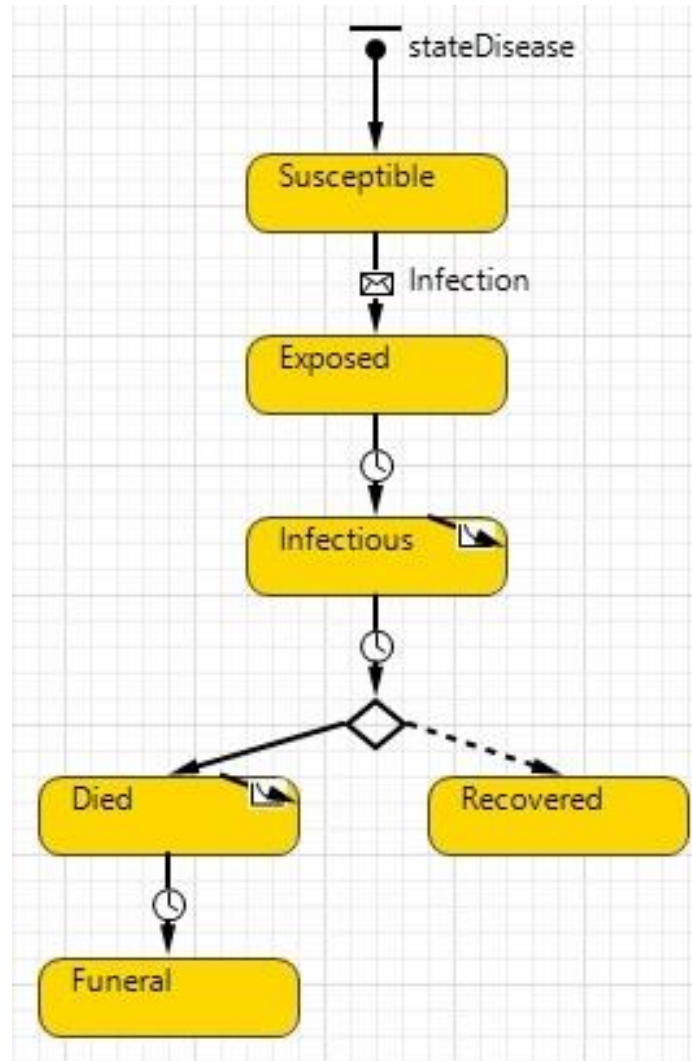 stateDisease
Susceptible
Infection
Exposed
Infectious
Died
Recovered
Funeral